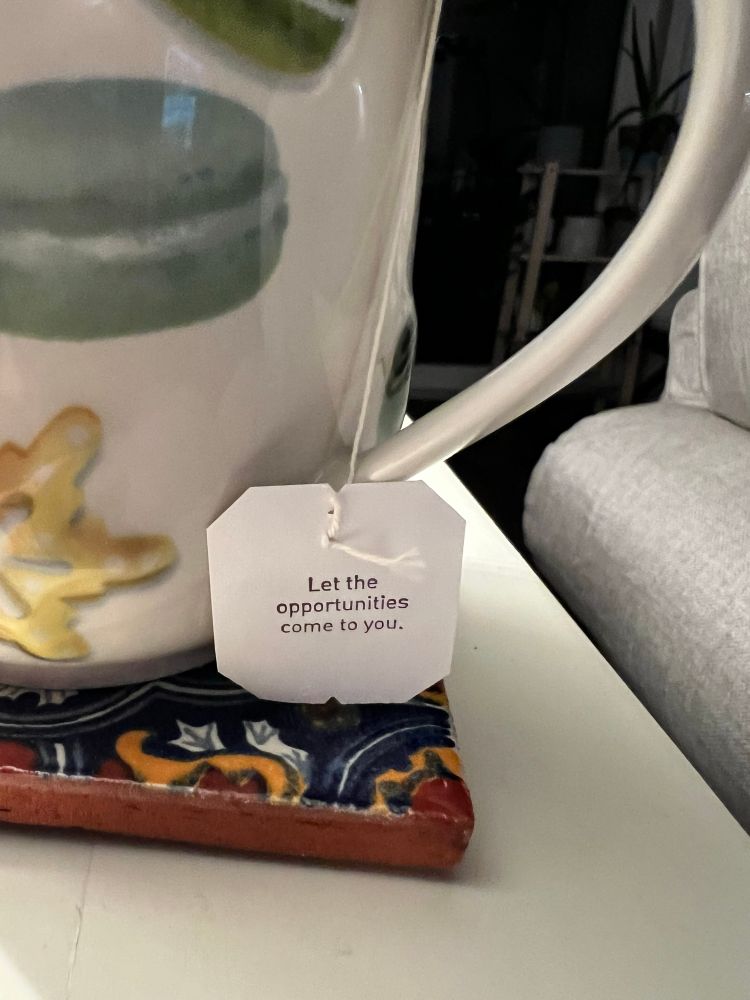 Let the
opportunities
come to you.